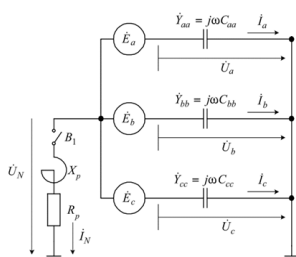 Ė_a
Ẏ_aa = jωC_aa
İ_a
U̇_a
Ė_b
Ẏ_bb = jωC_bb
İ_b
U̇_b
B_1
U̇_N
X_p
Ė_c
Ẏ_cc = jωC_cc
İ_c
U̇_c
R_p
İ_N